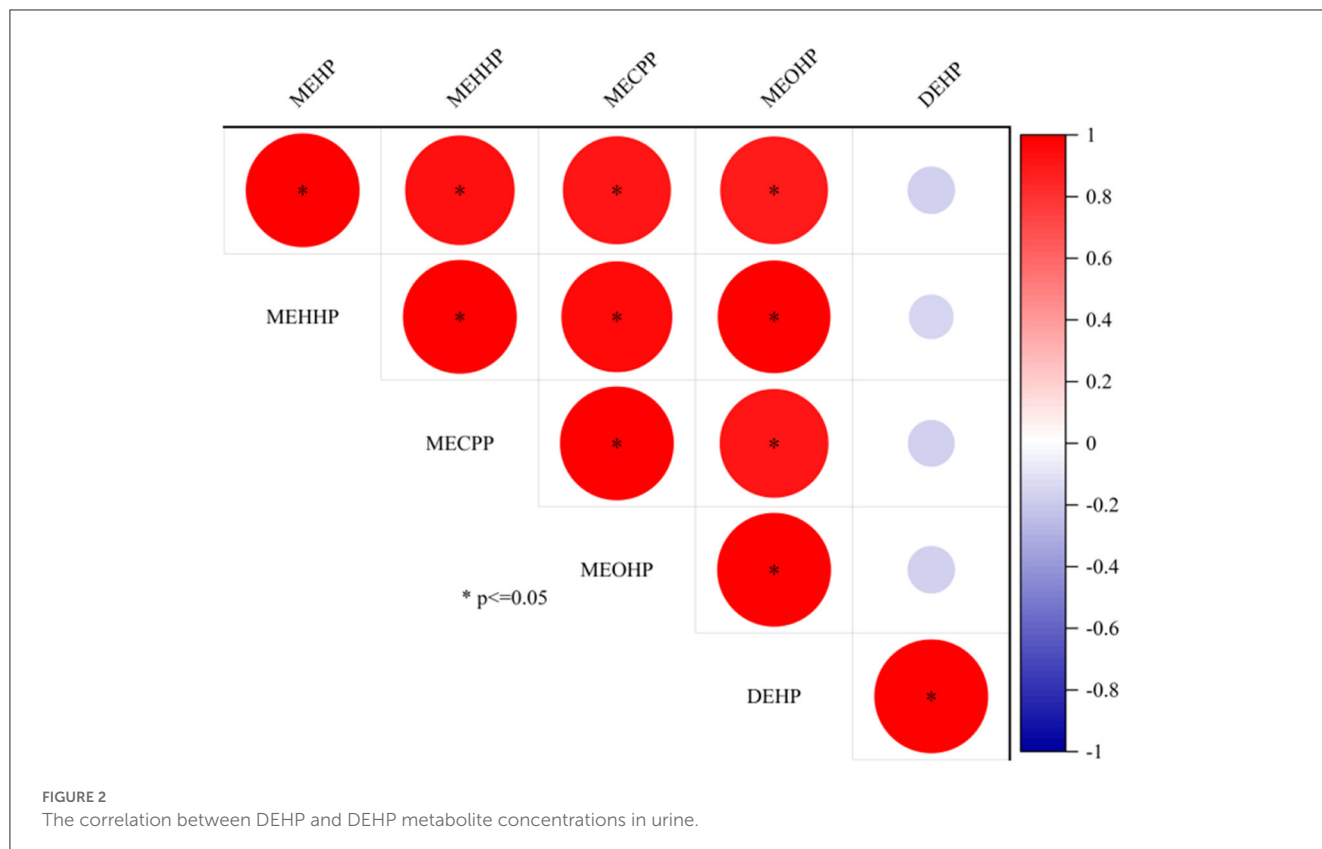 MEHP MEHHP MECPP MEOHP DEHP
* * * *
MEHHP * * *
MECPP * *
MEOHP *
* p<=0.05
DEHP *
1
0.8
0.6
0.4
0.2
0
-0.2
-0.4
-0.6
-0.8
-1
FIGURE 2
The correlation between DEHP and DEHP metabolite concentrations in urine.